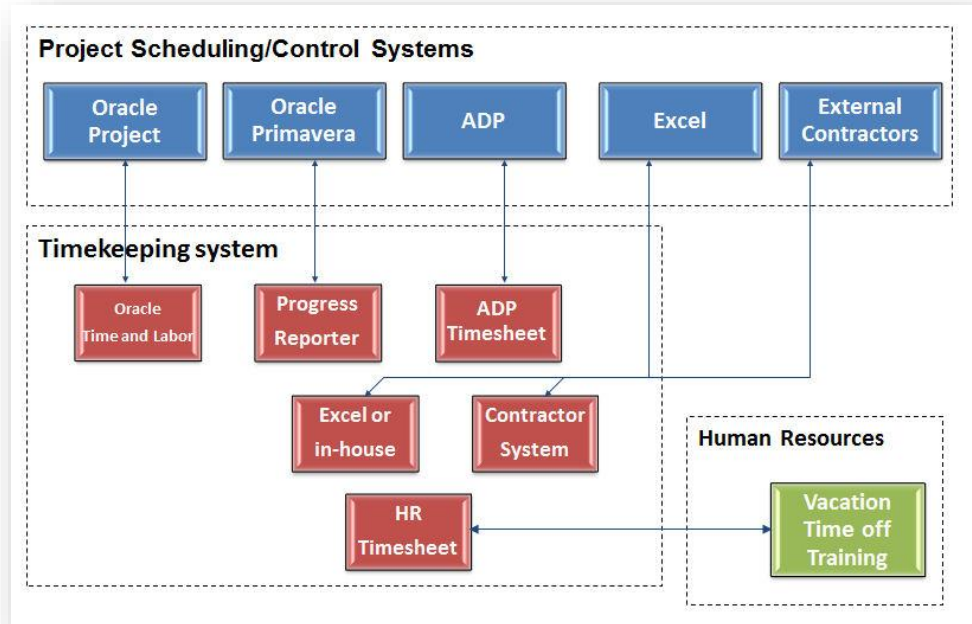 Project Scheduling/Control Systems
Oracle
Project
Oracle
Primavera
ADP
Excel
External
Contractors
Timekeeping system
Oracle
Time and Labor
Progress
Reporter
ADP
Timesheet
Excel or
in-house
Contractor
System
HR
Timesheet
Human Resources
Vacation
Time off
Training